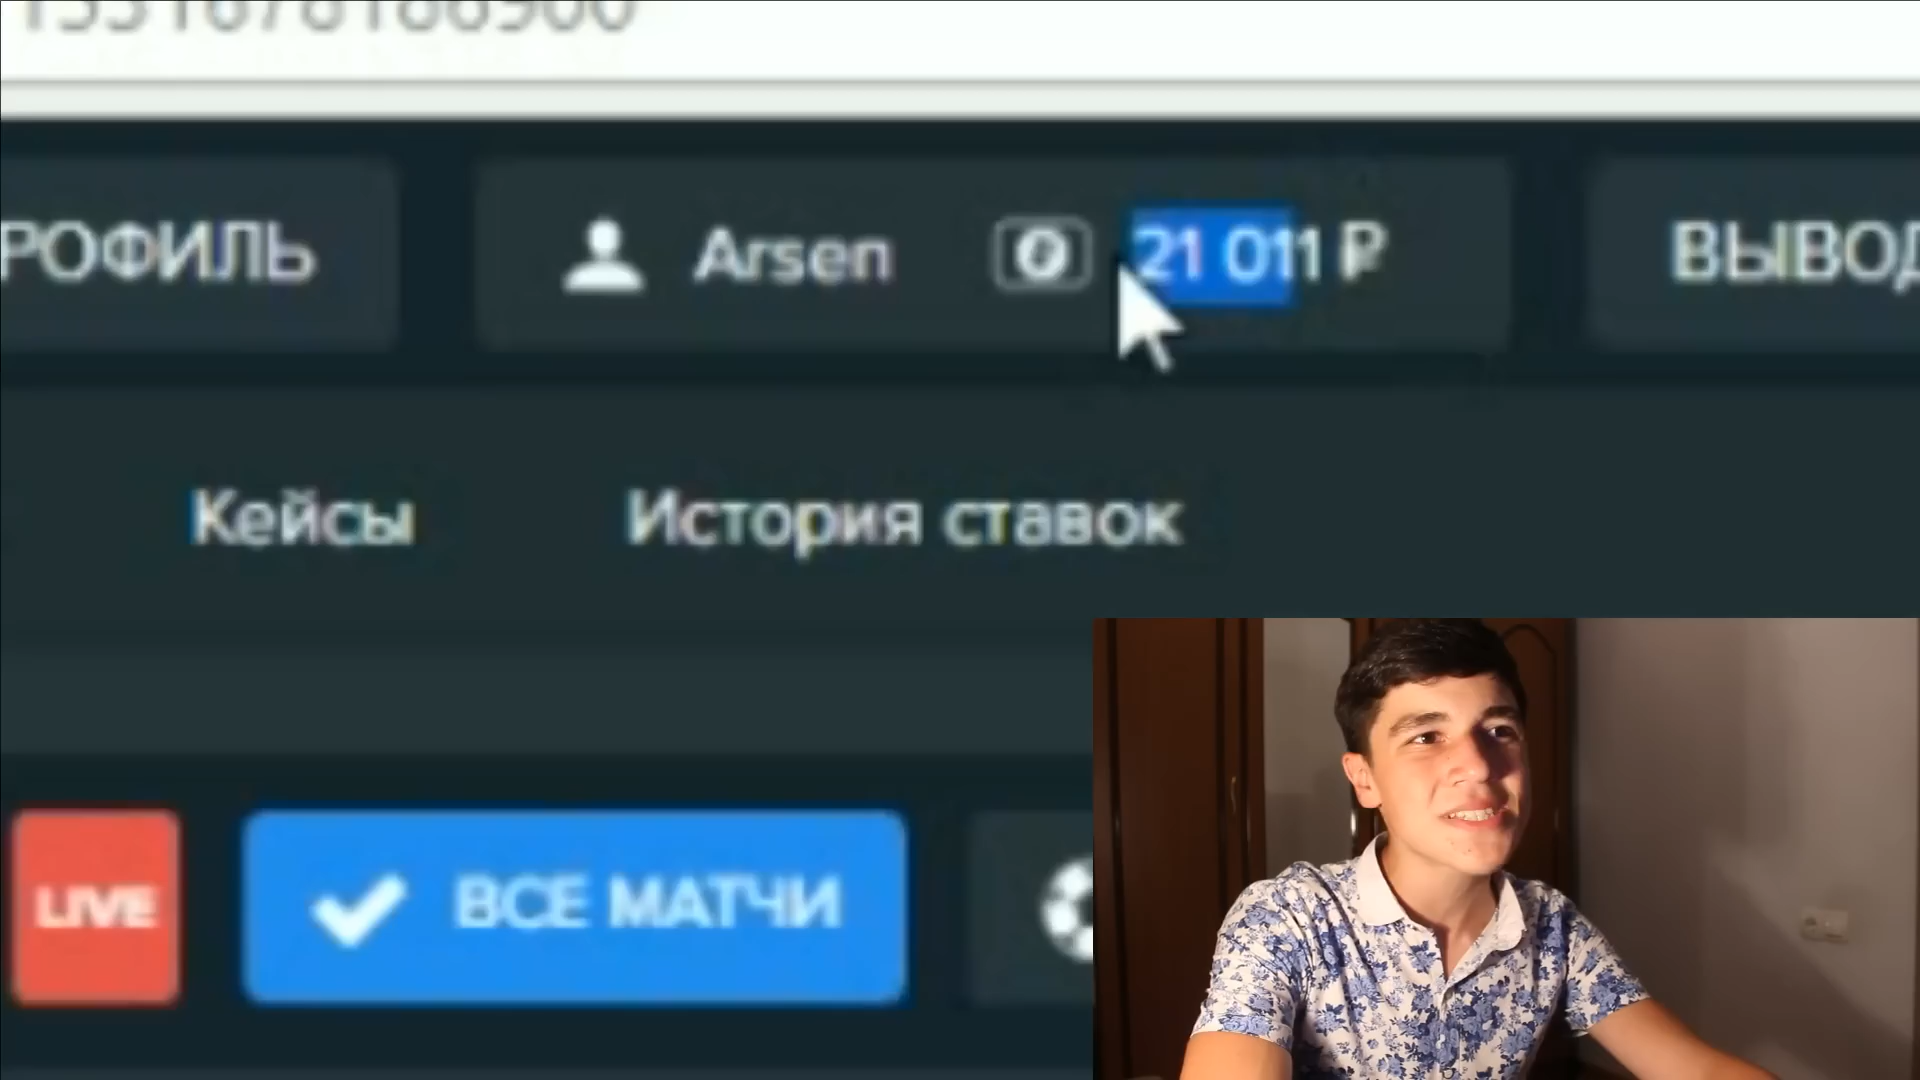 РОФИЛЬ
Arsen
21 011 ₽
ВЫВОД
Кейсы
История ставок
LIVE
ВСЕ МАТЧИ